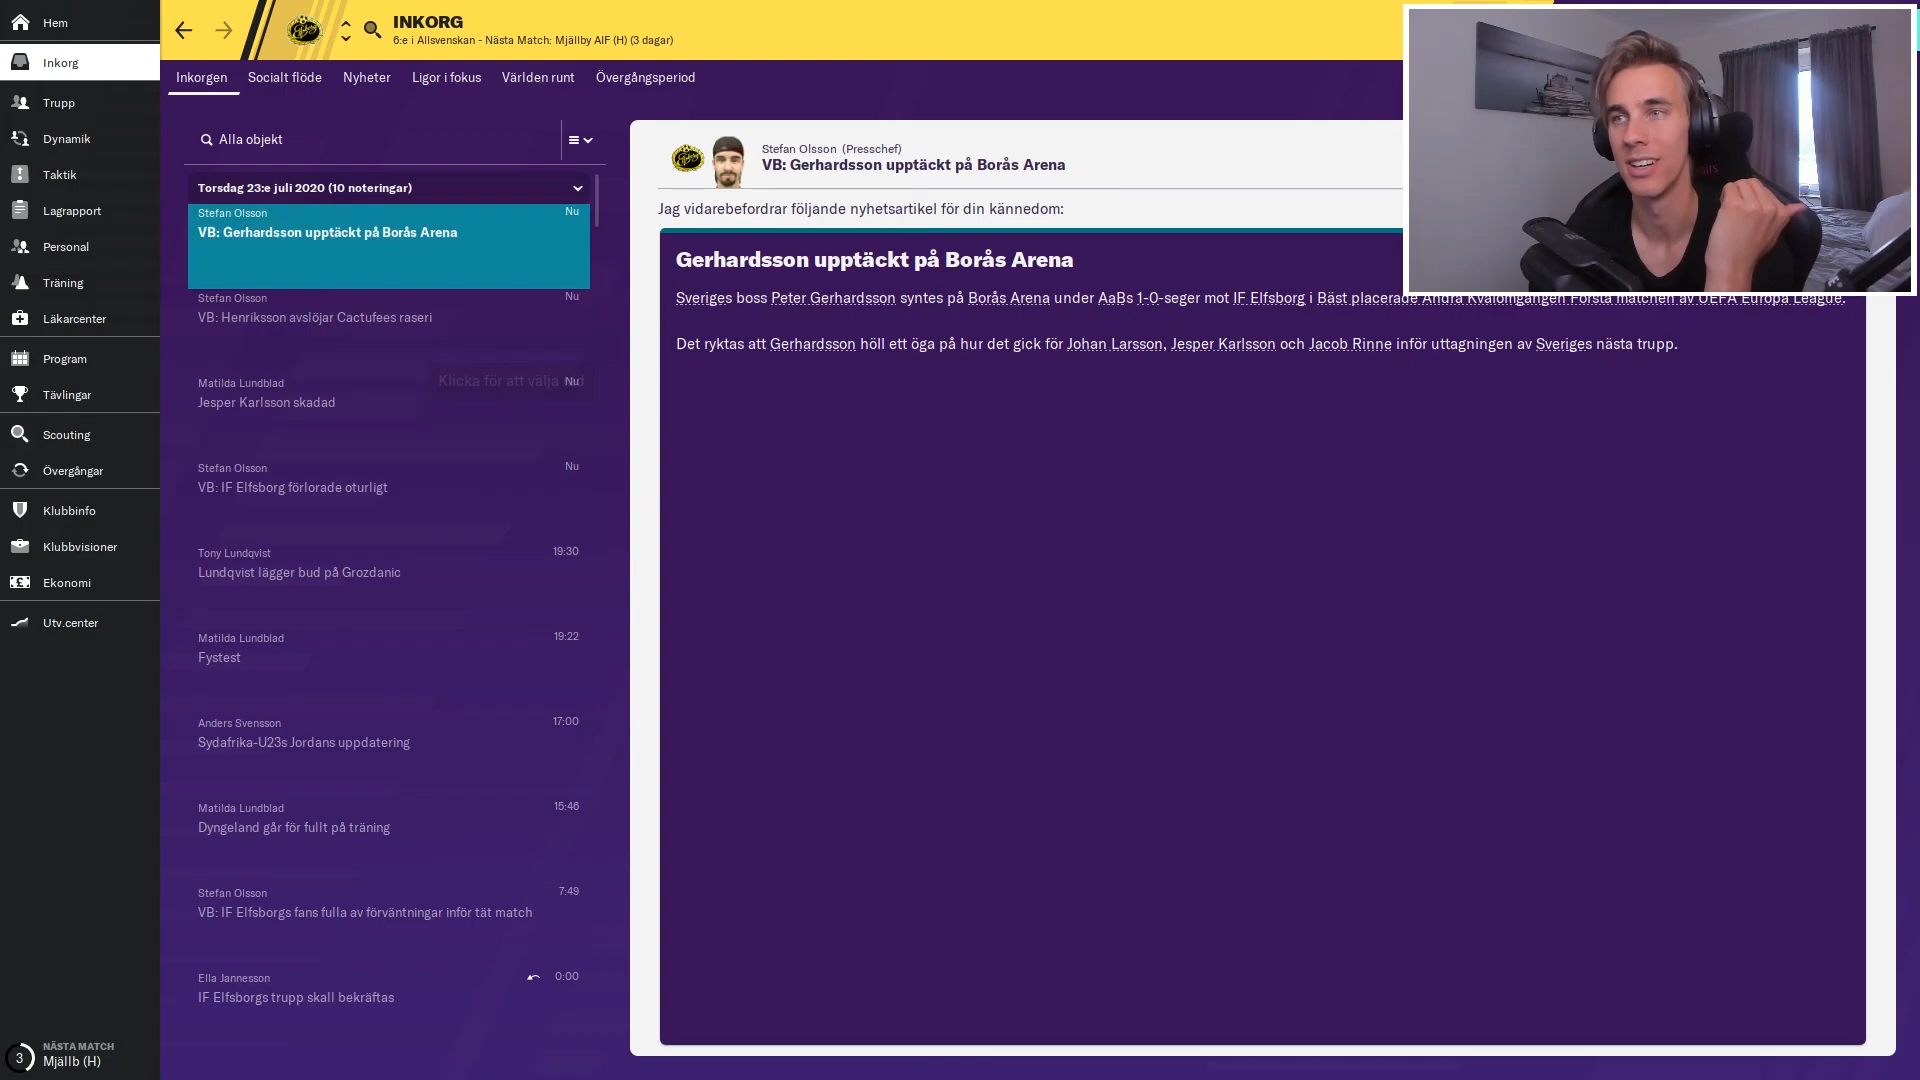 Hem
Inkorg
Trupp
Dynamik
Taktik
Lagrapport
Personal
Träning
Läkarcenter
Program
Tävlingar
Scouting
Övergångar
Klubbinfo
Klubbvisioner
Ekonomi
Utv.center
3
NÄSTA MATCH
Mjällb (H)
INKORG
6:e i Allsvenskan - Nästa Match: Mjällby AIF (H) (3 dagar)
Inkorgen Socialt flöde Nyheter Ligor i fokus Världen runt Övergångsperiod
Alla objekt
Torsdag 23:e juli 2020 (10 noteringar)
Stefan Olsson Nu
VB: Gerhardsson upptäckt på Borås Arena
Stefan Olsson Nu
VB: Henriksson avslöjar Cactufees raseri
Klicka för att välja
Matilda Lundblad Nu
Jesper Karlsson skadad
Stefan Olsson Nu
VB: IF Elfsborg förlorade oturligt
Tony Lundqvist 19:30
Lundqvist lägger bud på Grozdanic
Matilda Lundblad 19:22
Fystest
Anders Svensson 17:00
Sydafrika-U23s Jordans uppdatering
Matilda Lundblad 15:46
Dyngeland går för fullt på träning
Stefan Olsson 7:49
VB: IF Elfsborgs fans fulla av förväntningar inför tät match
Ella Jannesson 0:00
IF Elfsborgs trupp skall bekräftas
Stefan Olsson (Presschef)
VB: Gerhardsson upptäckt på Borås Arena
Jag vidarebefordrar följande nyhetsartikel för din kännedom:
Gerhardsson upptäckt på Borås Arena
Sveriges boss Peter Gerhardsson syntes på Borås Arena under AaBs 1-0-seger mot IF Elfsborg i Bäst placerade Andra Kvalomgången Första matchen av UEFA Europa League.
Det ryktas att Gerhardsson höll ett öga på hur det gick för Johan Larsson, Jesper Karlsson och Jacob Rinne inför uttagningen av Sveriges nästa trupp.